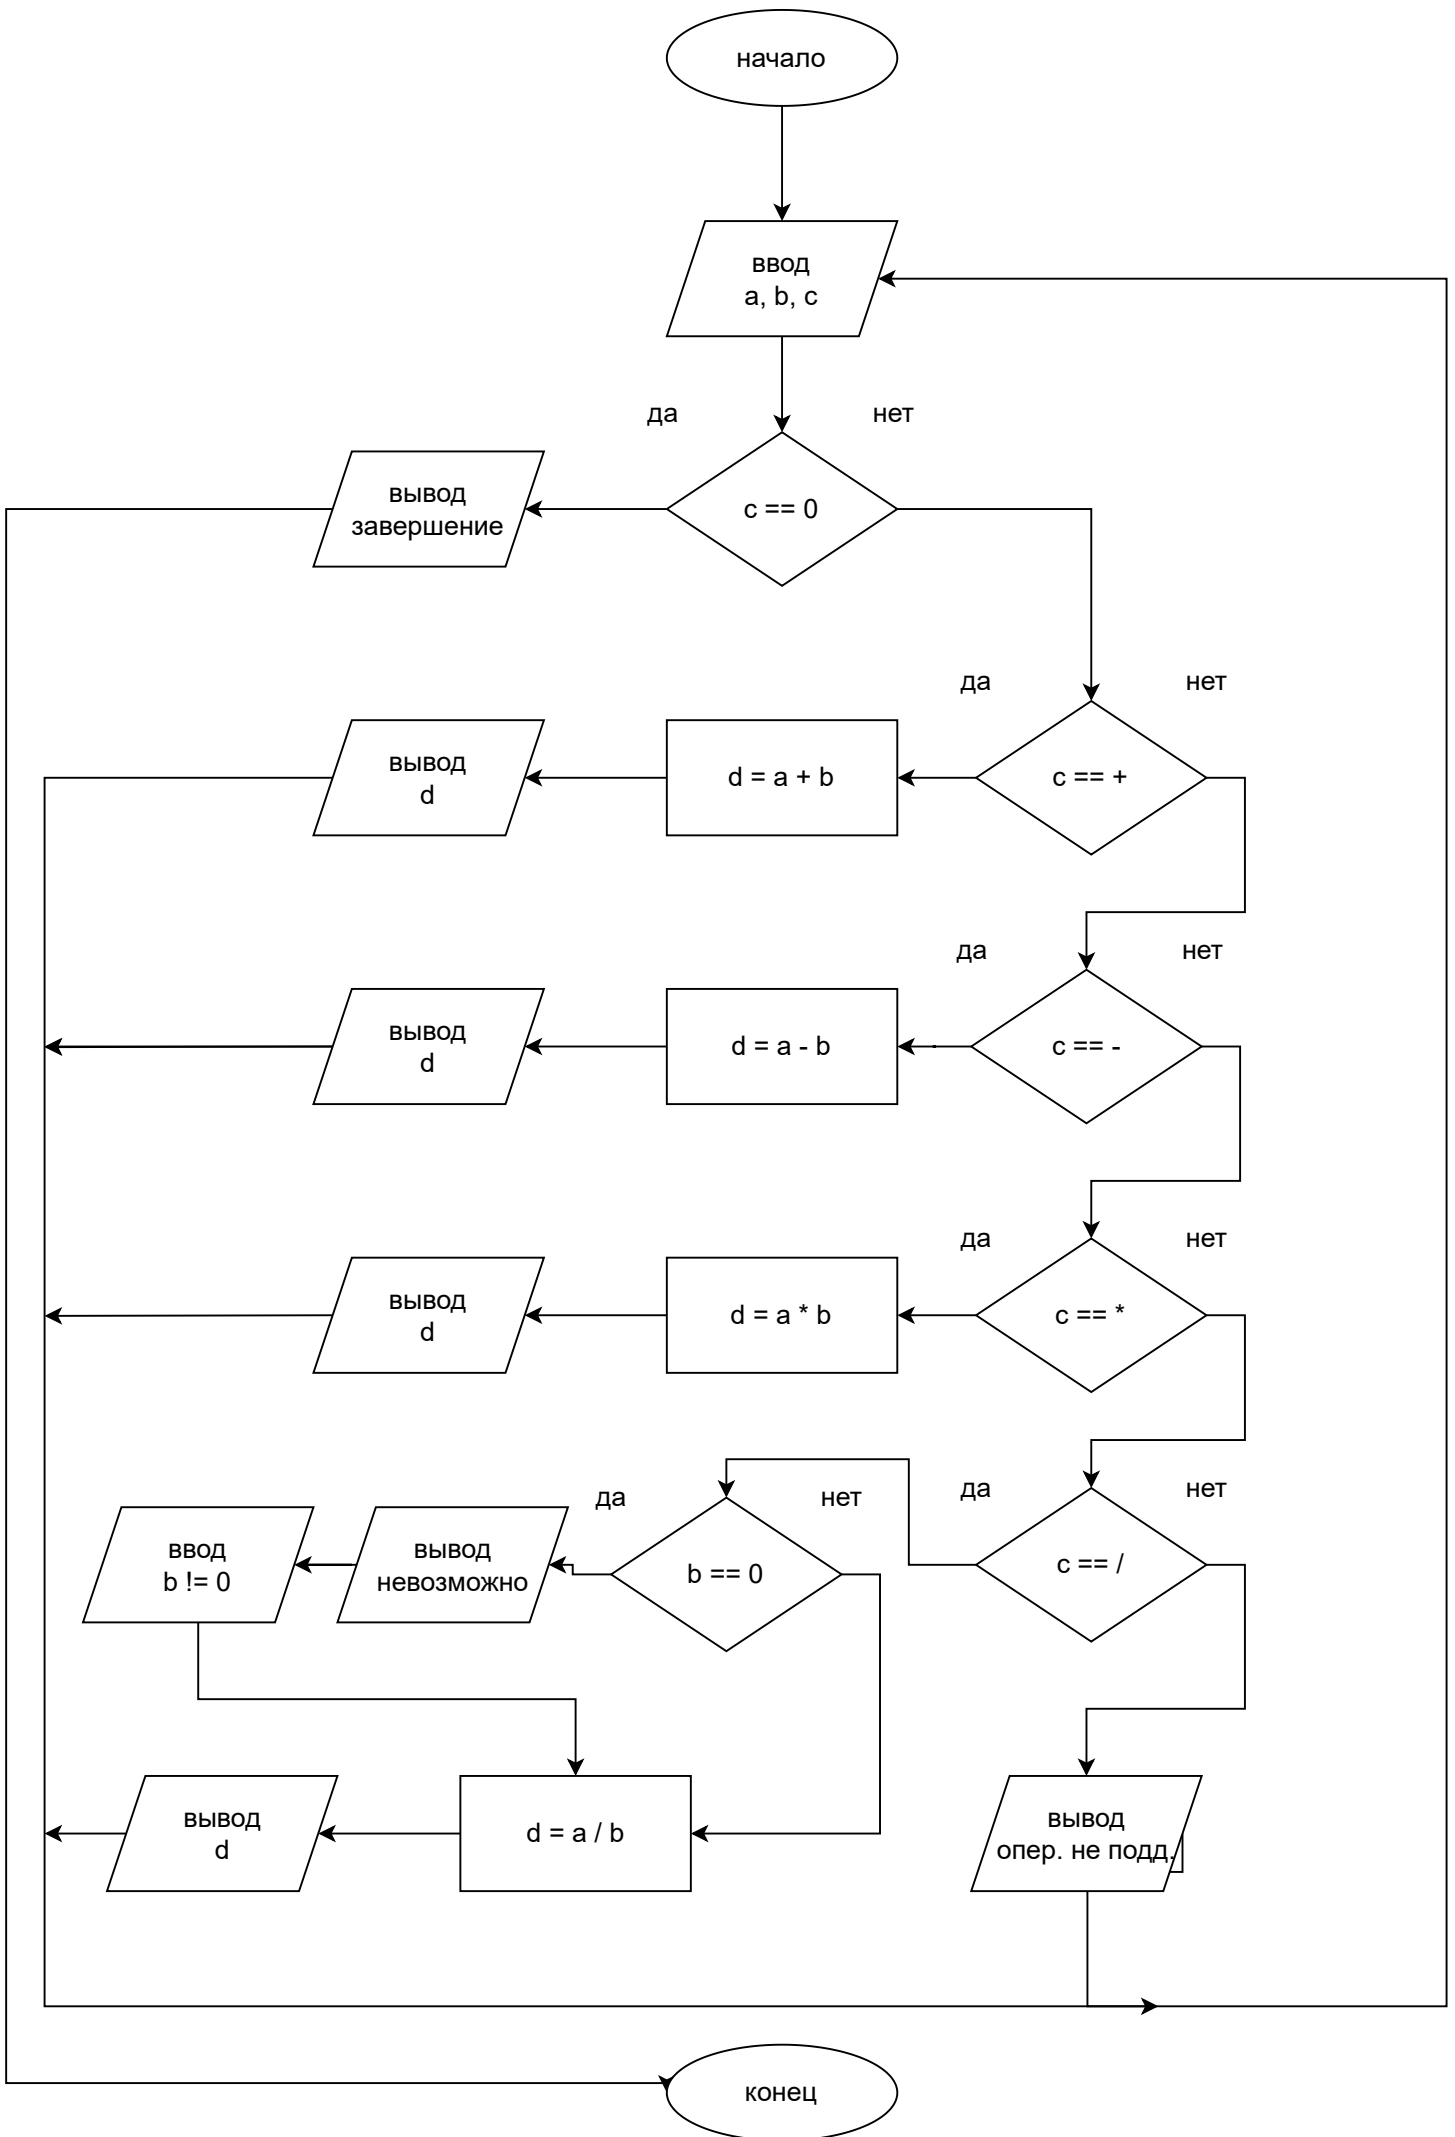 начало
ввод
a, b, c
да
нет
вывод
завершение
c == 0
да
нет
вывод
d
d = a + b
c == +
да
нет
вывод
d
d = a - b
c == -
да
нет
вывод
d
d = a * b
c == *
да
нет
да
нет
ввод
b != 0
вывод
невозможно
b == 0
c == /
вывод
d
d = a / b
вывод
опер. не подд.
конец